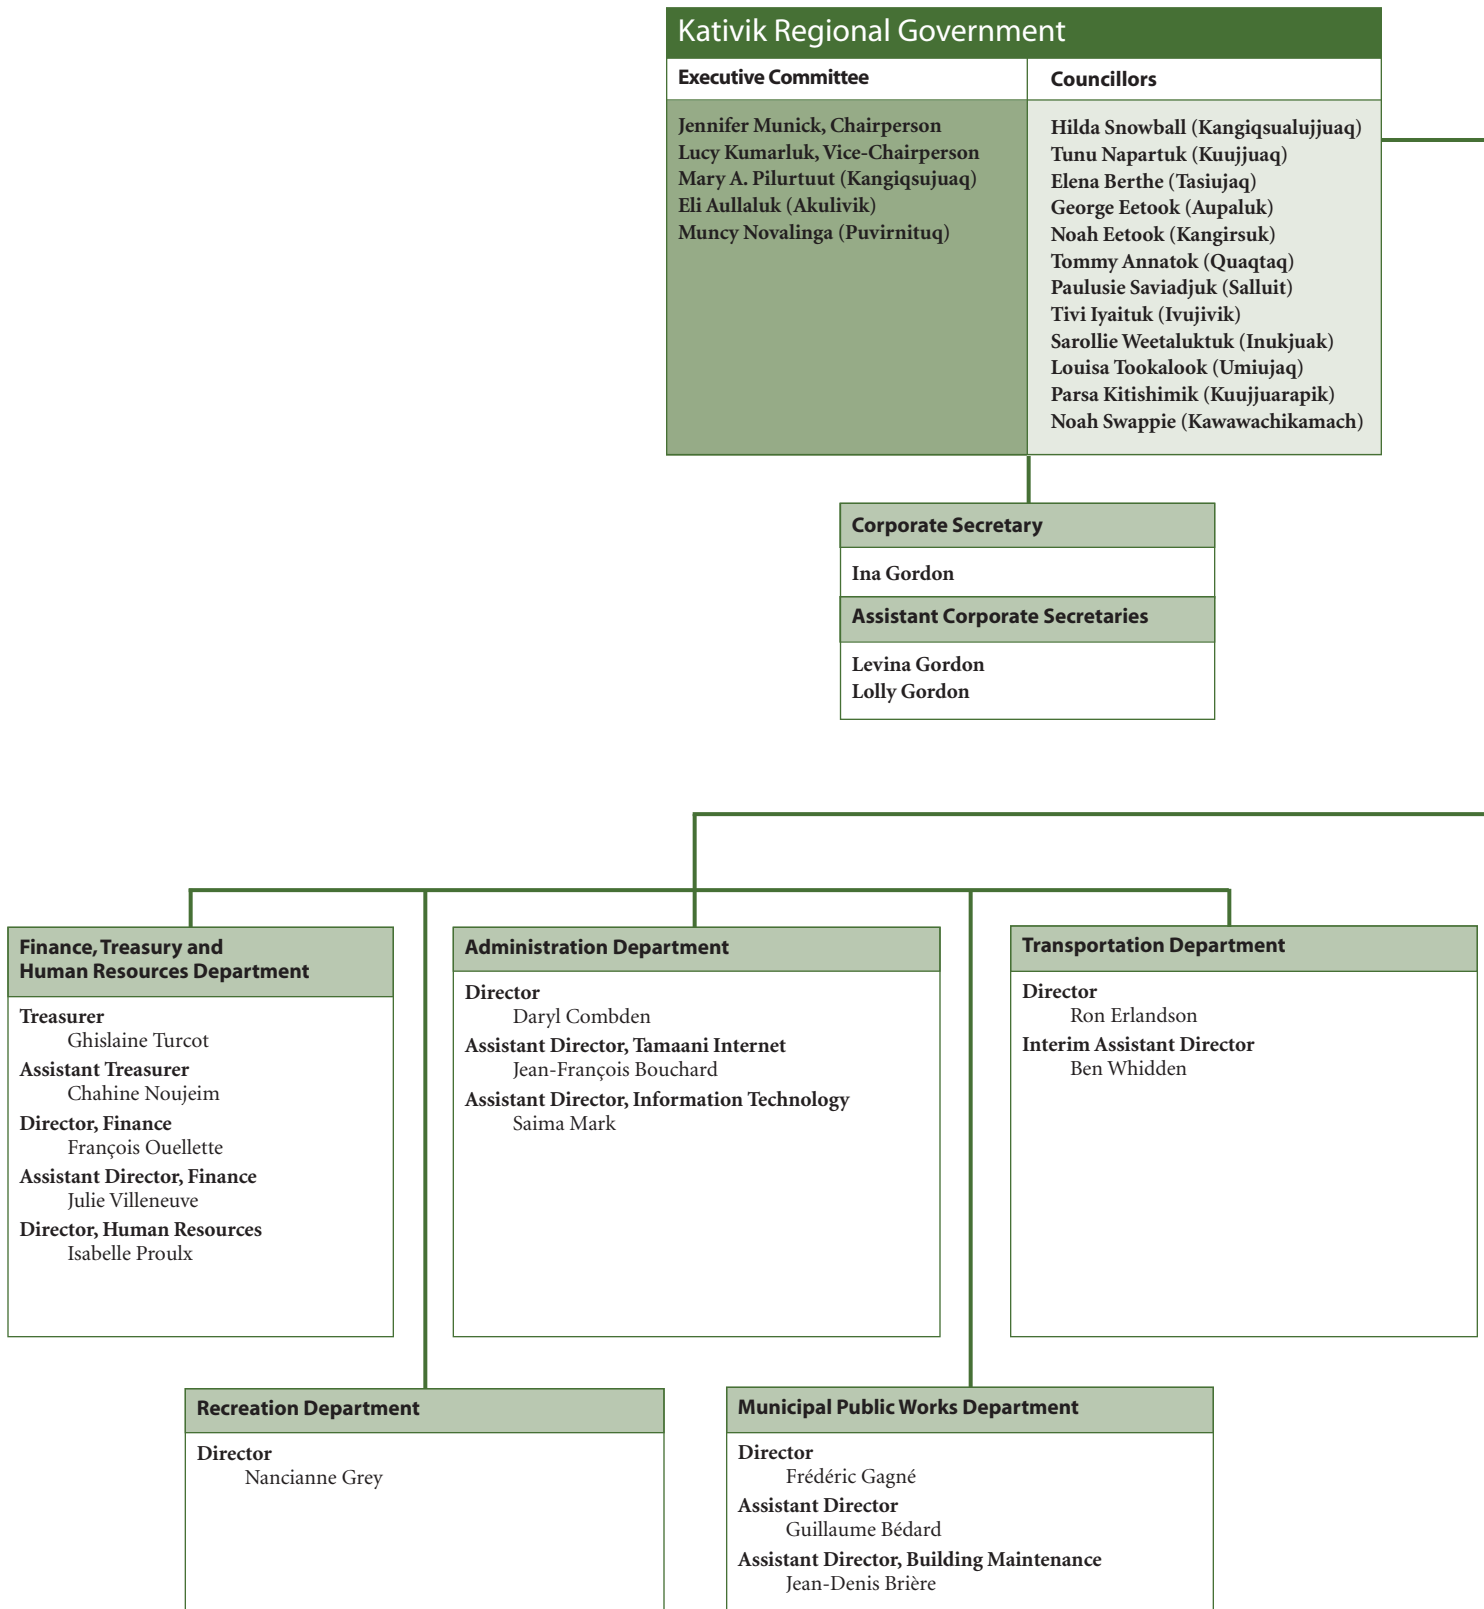 Kativik Regional Government
Executive Committee
Jennifer Munick, Chairperson
Lucy Kumarluk, Vice-Chairperson
Mary A. Pilurtuut (Kangiqsujuaq)
Eli Aullaluk (Akulivik)
Muncy Novalinga (Puvirnituq)
Councillors
Hilda Snowball (Kangiqsualujjuaq)
Tunu Napartuk (Kuujjuaq)
Elena Berthe (Tasiujaq)
George Eetook (Aupaluk)
Noah Eetook (Kangirsuk)
Tommy Annatok (Quaqtaq)
Paulusie Saviadjuk (Salluit)
Tivi Iyaituk (Ivujivik)
Sarollie Weetaluktuk (Inukjuak)
Louisa Tookalook (Umiujaq)
Parsa Kitishimik (Kuujjuarapik)
Noah Swappie (Kawawachikamach)
Corporate Secretary
Ina Gordon
Assistant Corporate Secretaries
Levina Gordon
Lolly Gordon
Finance, Treasury and
Human Resources Department
Treasurer
Ghislaine Turcot
Assistant Treasurer
Chahine Noujeim
Director, Finance
François Ouellette
Assistant Director, Finance
Julie Villeneuve
Director, Human Resources
Isabelle Proulx
Administration Department
Director
Daryl Combden
Assistant Director, Tamaani Internet
Jean-François Bouchard
Assistant Director, Information Technology
Saima Mark
Transportation Department
Director
Ron Erlandson
Interim Assistant Director
Ben Whidden
Recreation Department
Director
Nancianne Grey
Municipal Public Works Department
Director
Frédéric Gagné
Assistant Director
Guillaume Bédard
Assistant Director, Building Maintenance
Jean-Denis Brière